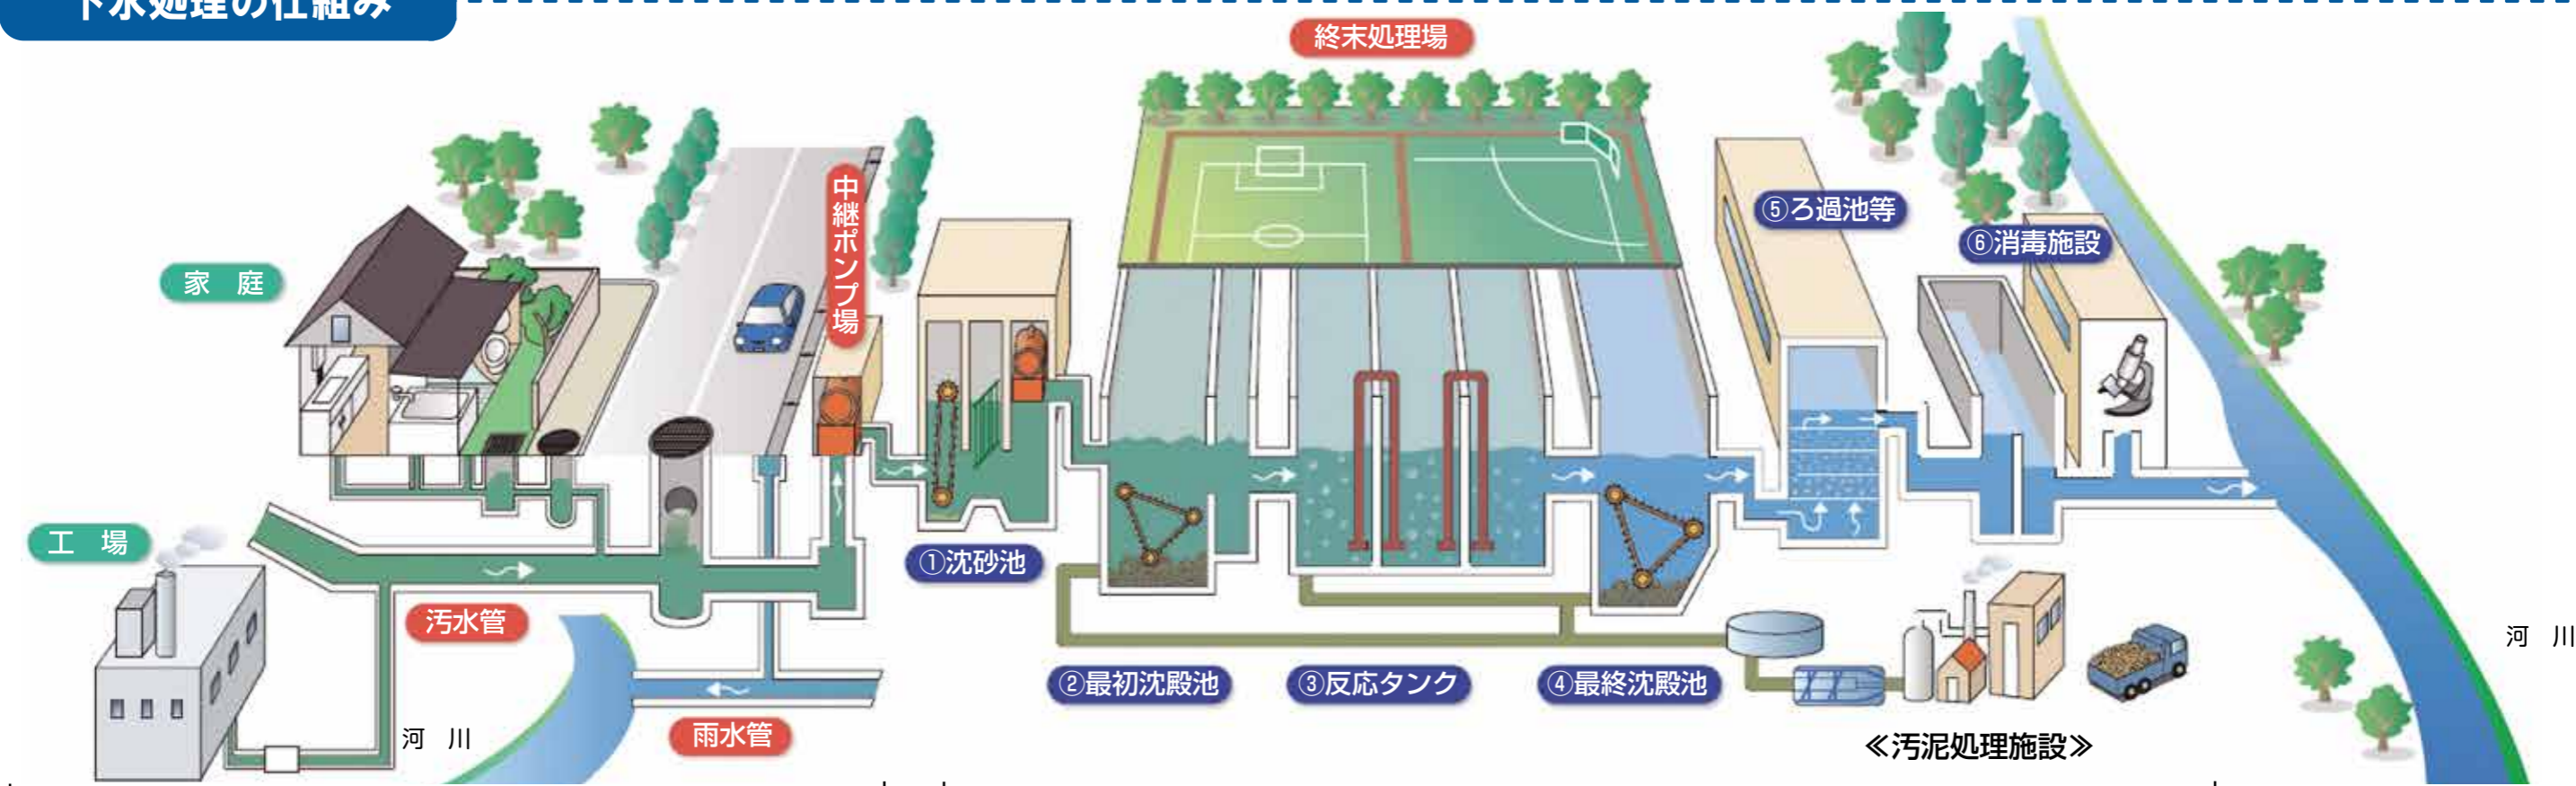 下水処理の仕組み
終末処理場
中継ポンプ場
⑤ろ過池等
⑥消毒施設
家　庭
工　場
①沈砂池
汚水管
②最初沈殿池
③反応タンク
④最終沈殿池
河　川
河　川
雨水管
≪汚泥処理施設≫